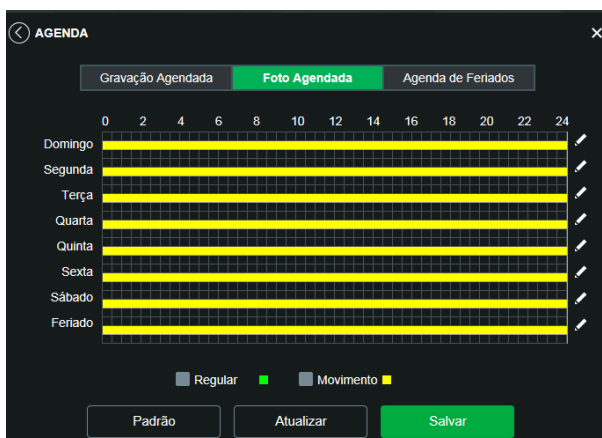 AGENDA
Gravação Agendada Foto Agendada Agenda de Feriados
0 2 4 6 8 10 12 14 16 18 20 22 24
Domingo
Segunda
Terça
Quarta
Quinta
Sexta
Sábado
Feriado
Regular Movimento
Padrão Atualizar Salvar